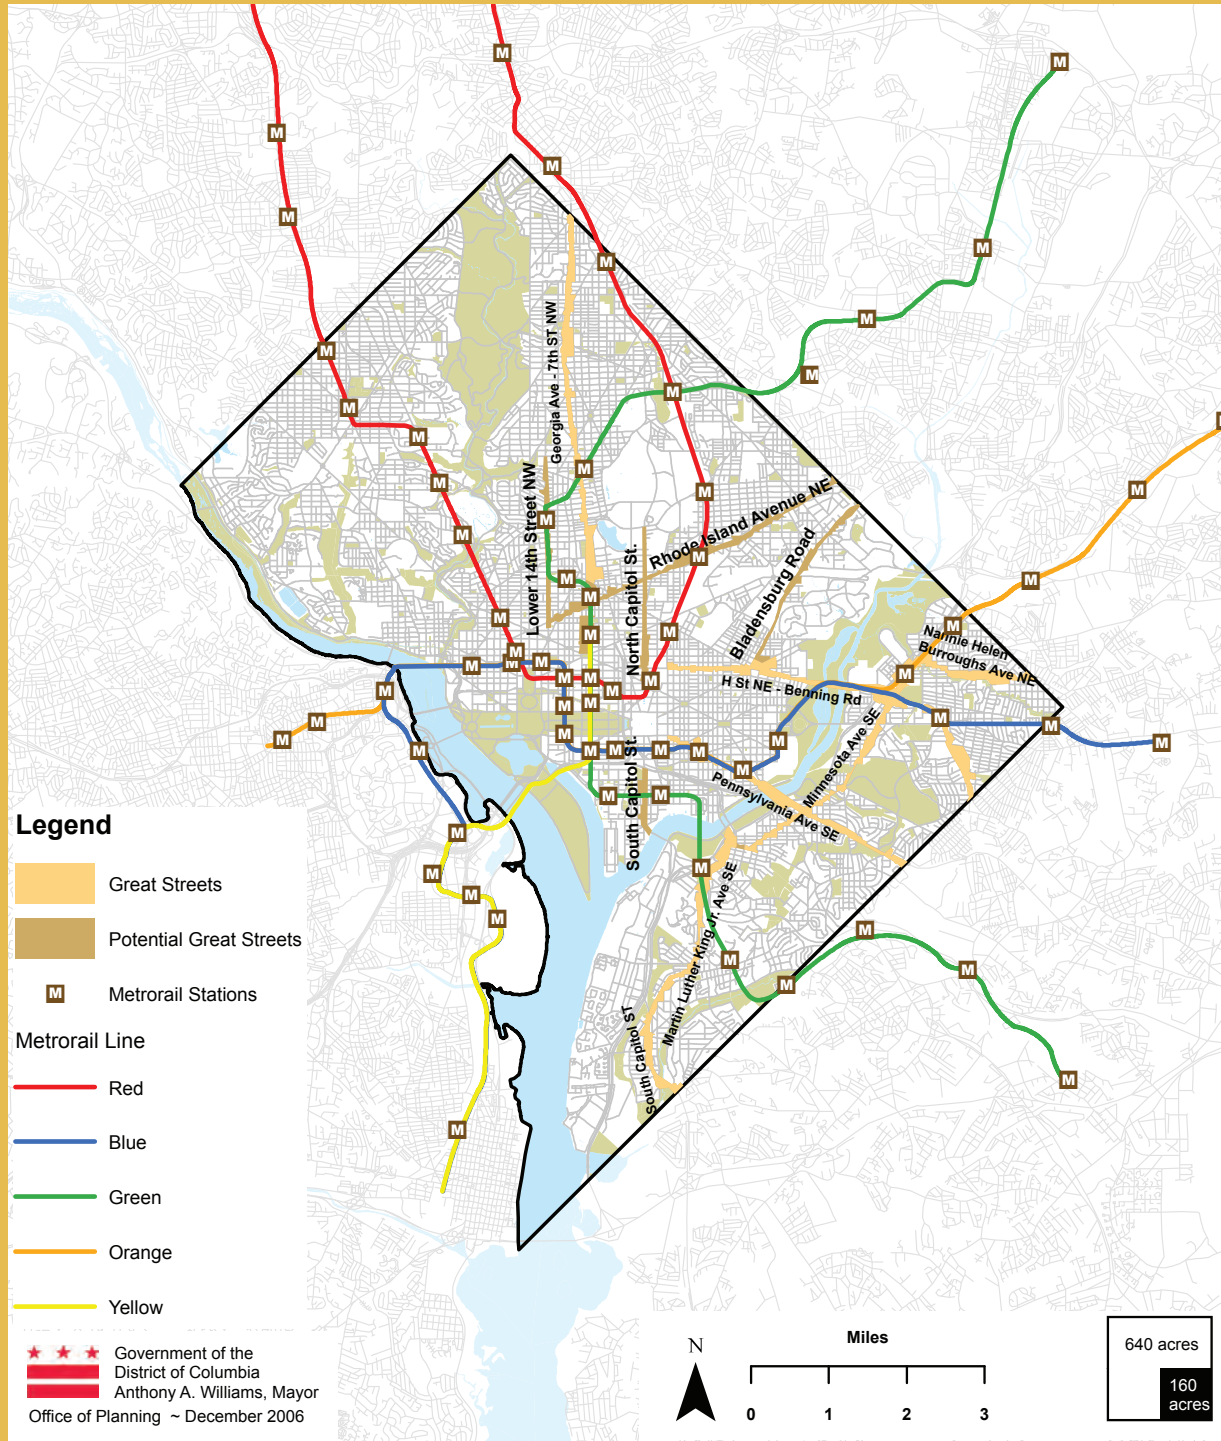 Georgia Ave - 7th ST NW
Lower 14th Street NW
Rhode Island Avenue NE
North Capitol St.
Bladensburg Road
Nannie Helen
Burroughs Ave NE
H St NE - Benning Rd
Minnesota Ave SE
Pennsylvania Ave SE
South Capitol St.
Martin Luther King Jr. Ave SE
South Capitol ST
Legend
Great Streets
Potential Great Streets
M Metrorail Stations
Metrorail Line
Red
Blue
Green
Orange
Yellow
Government of the
District of Columbia
Anthony A. Williams, Mayor
Office of Planning ~ December 2006
N
Miles
0 1 2 3
640 acres
160
acres